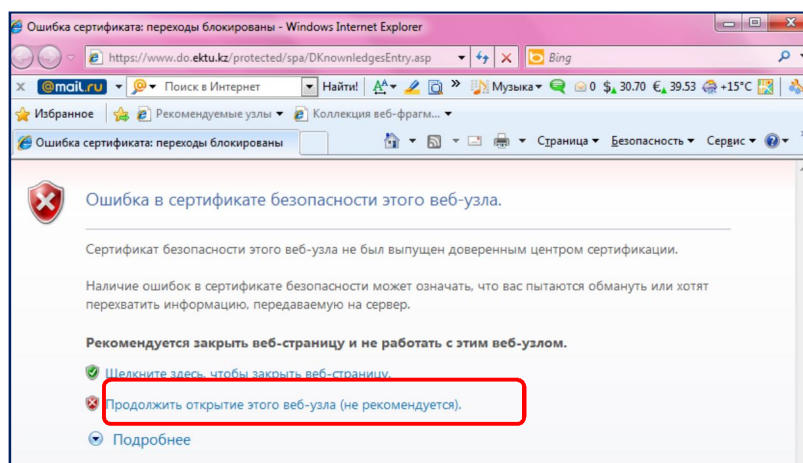 Ошибка сертификата: переходы блокированы - Windows Internet Explorer
https://www.do.ektu.kz/protected/spa/DKnownledgesEntry.asp Bing
@mail.ru Поиск в Интернет Найти! Музыка 0 $ 30.70 € 39.53 +15°C
Избранное Рекомендуемые узлы Коллекция веб-фрагм...
Ошибка сертификата: переходы блокированы Страница Безопасность Сервис
Ошибка в сертификате безопасности этого веб-узла.
Сертификат безопасности этого веб-узла не был выпущен доверенным центром сертификации.
Наличие ошибок в сертификате безопасности может означать, что вас пытаются обмануть или хотят
перехватить информацию, передаваемую на сервер.
Рекомендуется закрыть веб-страницу и не работать с этим веб-узлом.
Щелкните здесь, чтобы закрыть веб-страницу.
Продолжить открытие этого веб-узла (не рекомендуется).
Подробнее